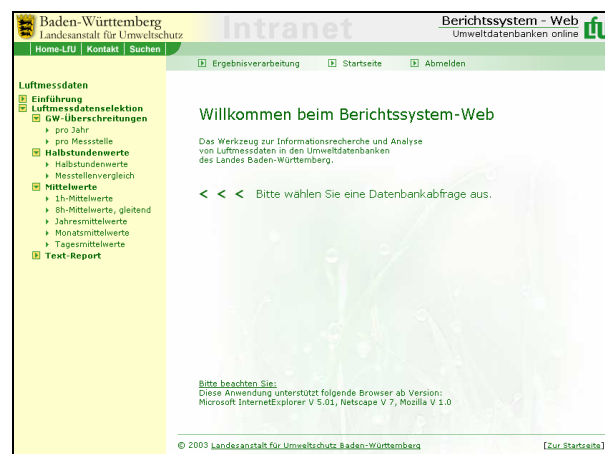 Baden-Württemberg
Landesanstalt für Umweltschutz
Intranet
Berichtssystem - Web
Umweltdatenbanken online
lfu
Home-LfU | Kontakt | Suchen
Ergebnisverarbeitung Startseite Abmelden
Luftmessdaten
Einführung
Luftmessdatenselektion
GW-Überschreitungen
pro Jahr
pro Messstelle
Halbstundenwerte
Halbstundenwerte
Messstellenvergleich
Mittelwerte
1h-Mittelwerte
8h-Mittelwerte, gleitend
Jahresmittelwerte
Monatsmittelwerte
Tagesmittelwerte
Text-Report
Willkommen beim Berichtssystem-Web
Das Werkzeug zur Informationsrecherche und Analyse
von Luftmessdaten in den Umweltdatenbanken
des Landes Baden-Württemberg.
< < < Bitte wählen Sie eine Datenbankabfrage aus.
Bitte beachten Sie:
Diese Anwendung unterstützt folgende Browser ab Version:
Microsoft InternetExplorer V 5.01, Netscape V 7, Mozilla V 1.0
© 2003 Landesanstalt für Umweltschutz Baden-Württemberg [Zur Startseite]